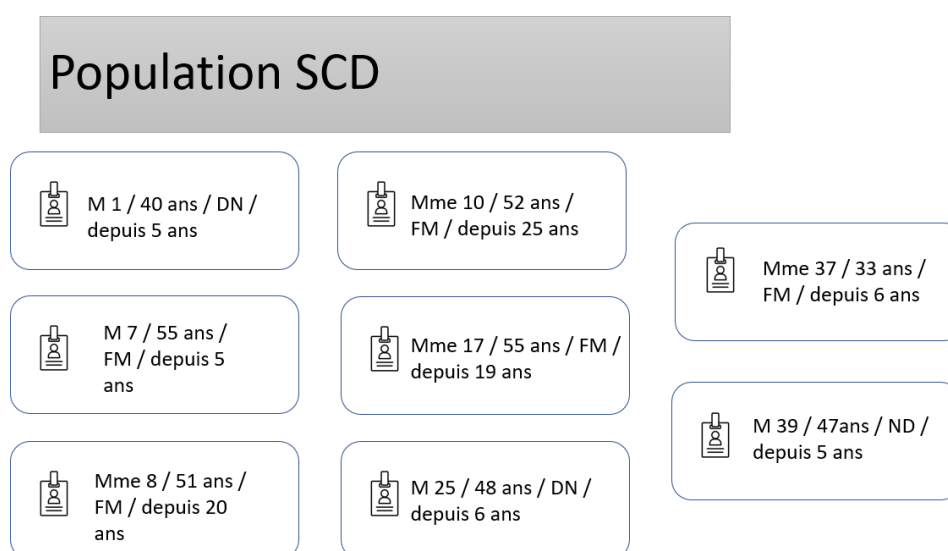 Population SCD
M 1 / 40 ans / DN /
depuis 5 ans
M 7 / 55 ans /
FM / depuis 5
ans
Mme 8 / 51 ans /
FM / depuis 20
ans
Mme 10 / 52 ans /
FM / depuis 25 ans
Mme 17 / 55 ans / FM /
depuis 19 ans
M 25 / 48 ans / DN /
depuis 6 ans
Mme 37 / 33 ans /
FM / depuis 6 ans
M 39 / 47ans / ND /
depuis 5 ans